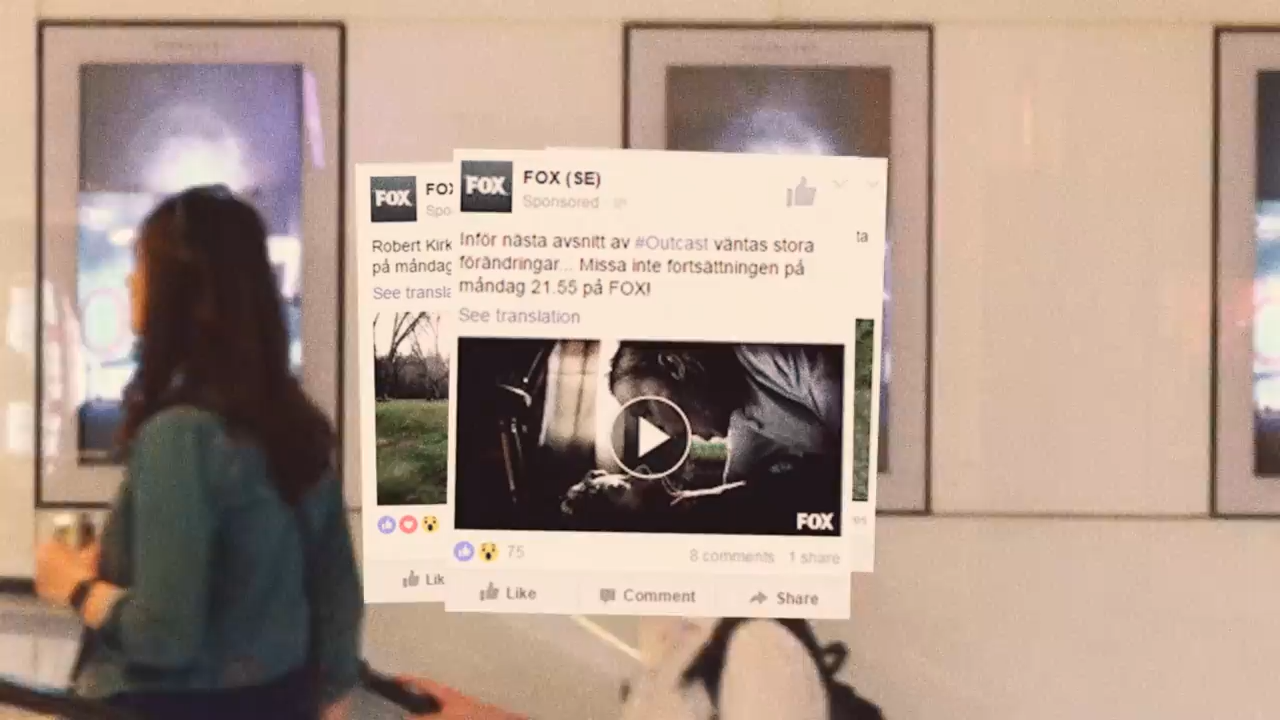 FOX
FOX
Spo
Robert Kirk
på måndag
See transla
Lik
FOX
FOX (SE)
Sponsored
Inför nästa avsnitt av #Outcast väntas stora
förändringar... Missa inte fortsättningen på
måndag 21.55 på FOX!
See translation
FOX
75
8 comments 1 share
Like Comment Share
ta